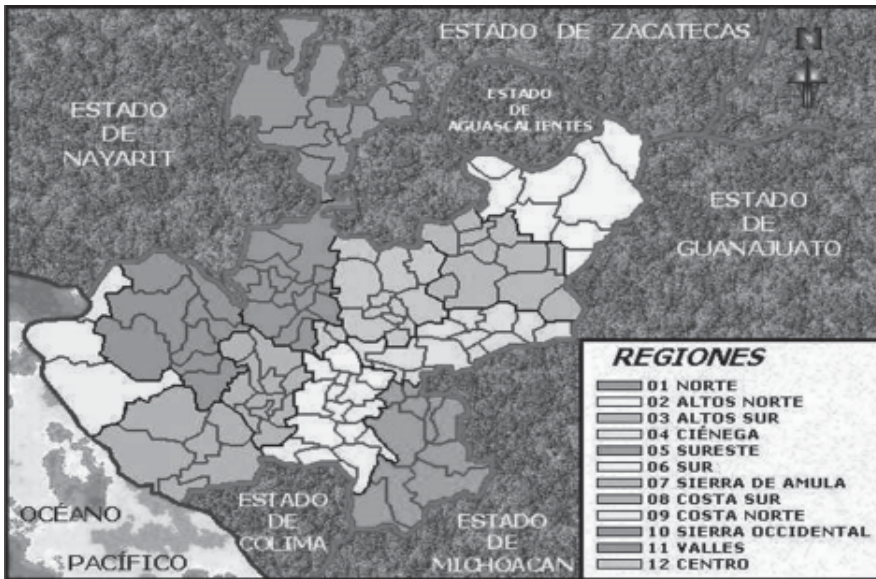 ESTADO DE ZACATECAS
N
ESTADO
DE
AGUASCALIENTES
ESTADO
DE
NAYARIT
ESTADO
DE
GUANAJUATO
REGIONES
01 NORTE
02 ALTOS NORTE
03 ALTOS SUR
04 CIÉNEGA
05 SURESTE
06 SUR
07 SIERRA DE AMULA
08 COSTA SUR
09 COSTA NORTE
10 SIERRA OCCIDENTAL
11 VALLES
12 CENTRO
ESTADO
DE
COLIMA
ESTADO
DE
MICHOACAN
OCÉANO
PACÍFICO